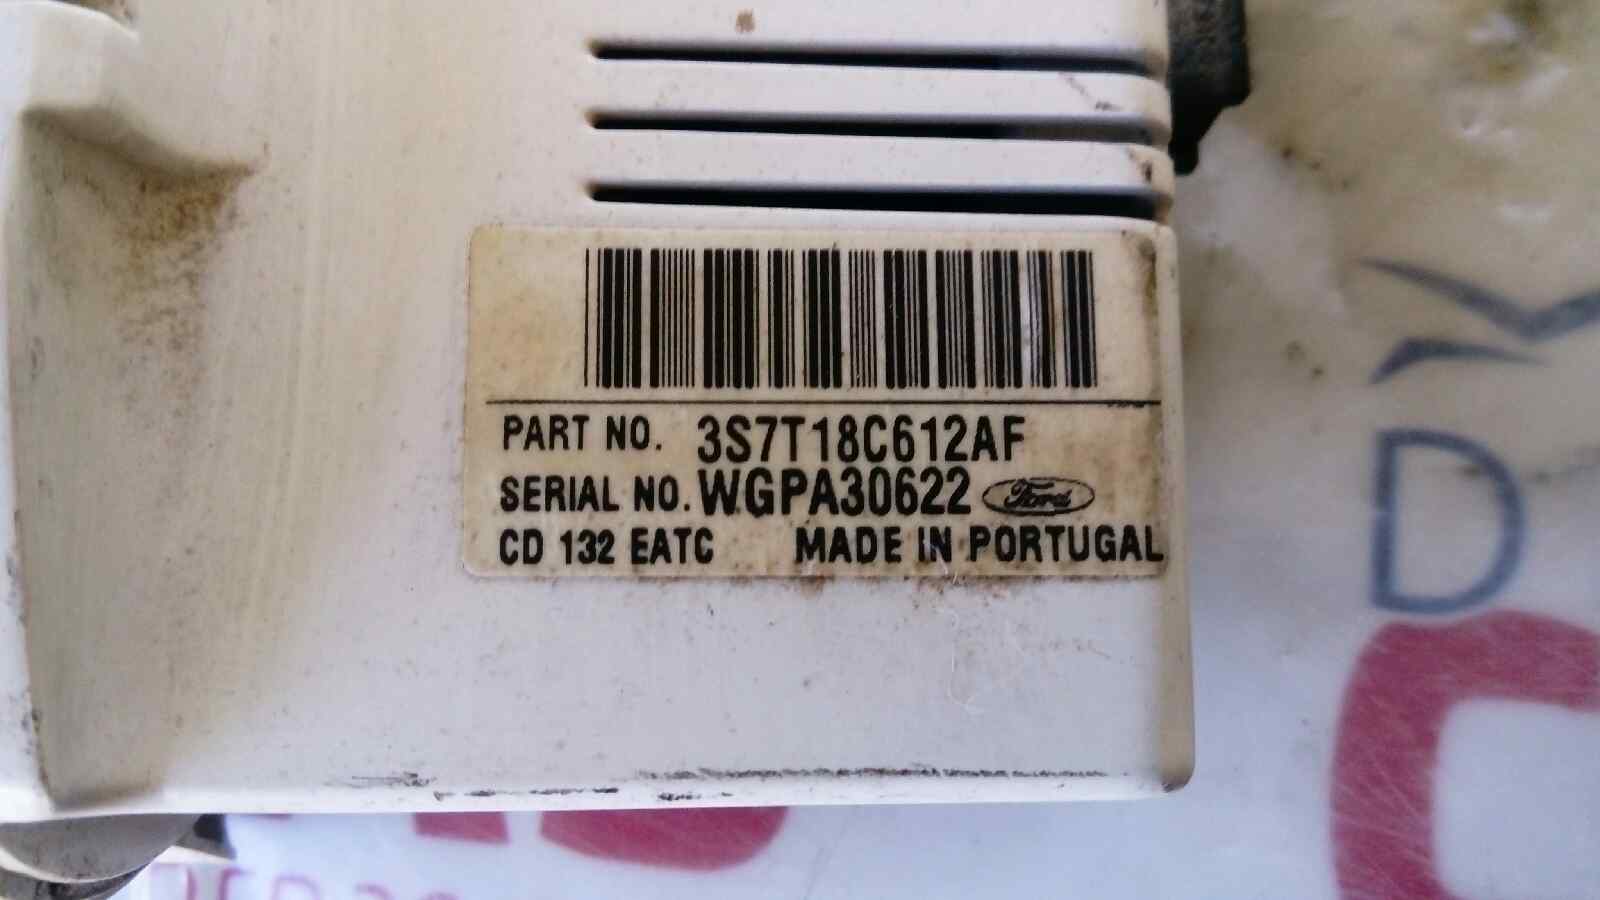 PART NO. 3S7T18C612AF
SERIAL NO. WGPA30622 Ford
CD 132 EATC MADE IN PORTUGAL
D